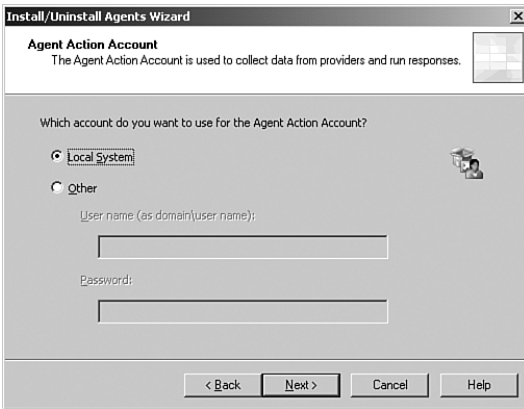 Install/Uninstall Agents Wizard
Agent Action Account
The Agent Action Account is used to collect data from providers and run responses.
Which account do you want to use for the Agent Action Account?
Local System
Other
User name (as domain\user name):
Password:
< Back
Next >
Cancel
Help